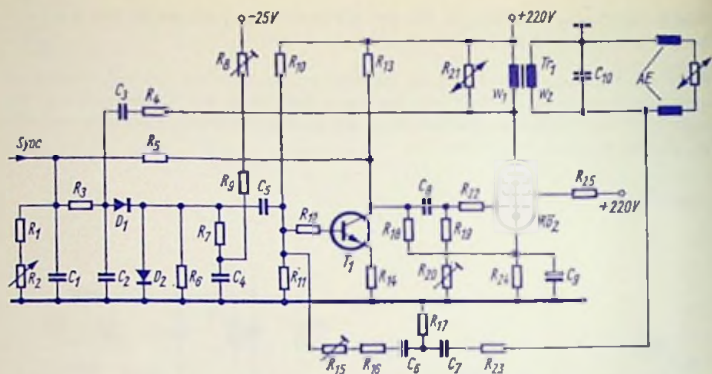 -25V
+220V
R8
R10
R13
R21
Tr1
w1
w2
C10
AE
C3
R4
Sync
R5
R9
C5
R25
+220V
R3
D1
C8
R22
R1
R7
R12
R18
R19
Rö2
T1
R2
C1
C2
D2
R6
C4
R11
R14
R20
R24
C9
R17
R15
R16
C6
C7
R23